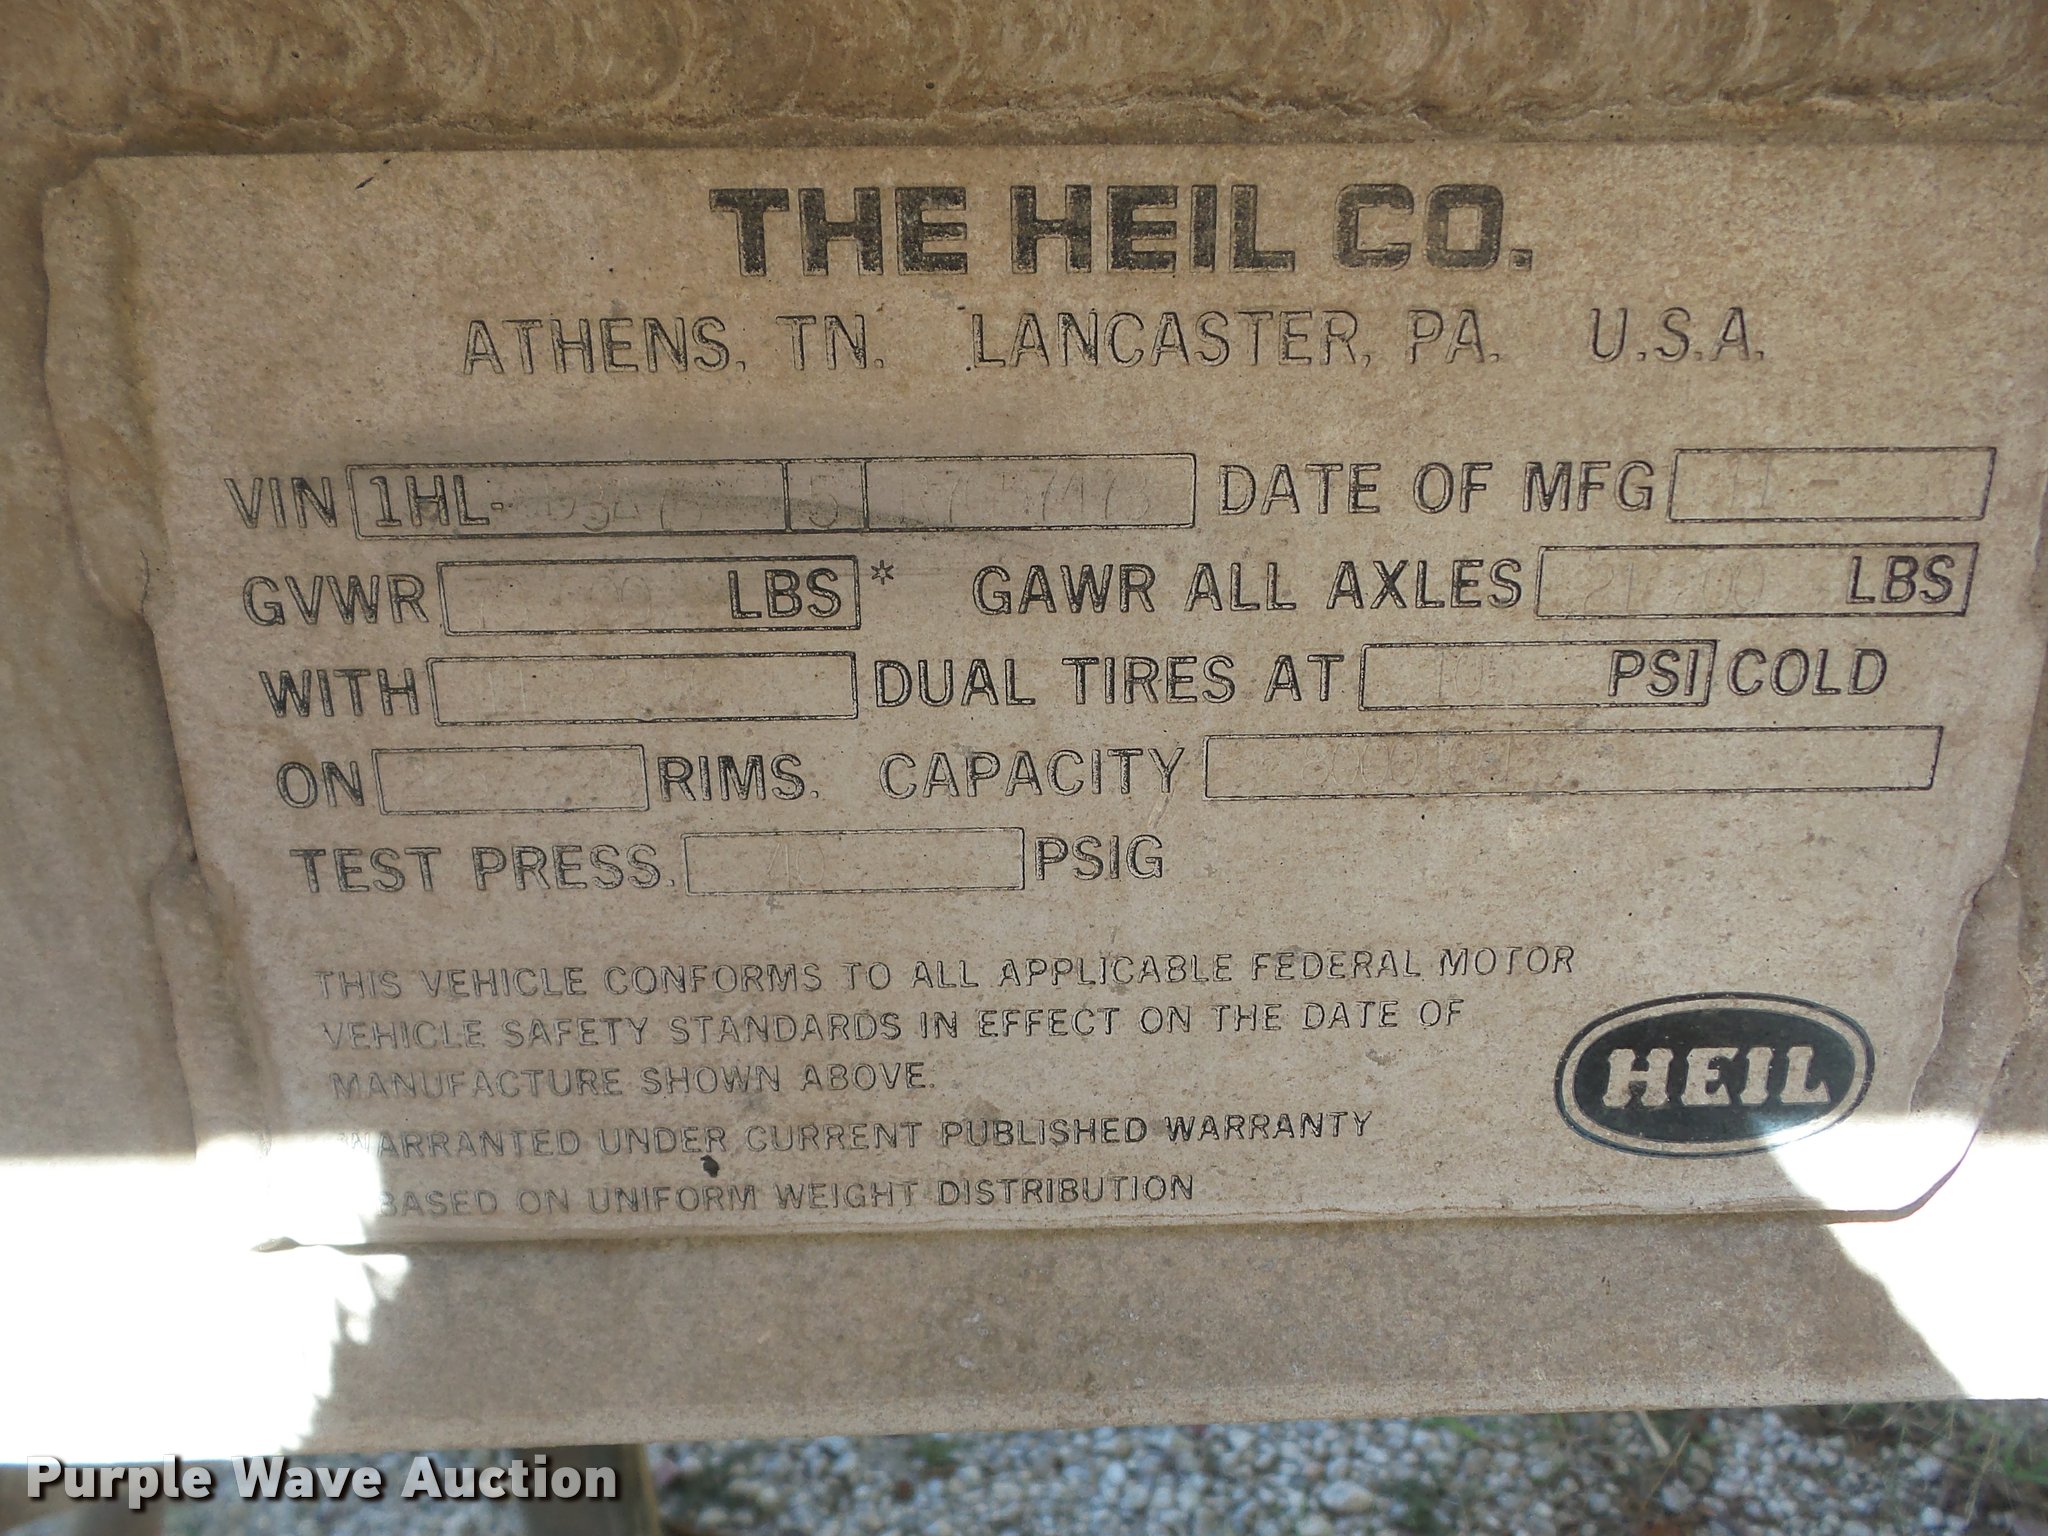 THE HEIL CO.
ATHENS, TN. LANCASTER, PA. U.S.A.
VIN 1HL- 5 DATE OF MFG
GVWR LBS * GAWR ALL AXLES LBS
WITH DUAL TIRES AT PSI COLD
ON RIMS. CAPACITY
TEST PRESS. PSIG
THIS VEHICLE CONFORMS TO ALL APPLICABLE FEDERAL MOTOR
VEHICLE SAFETY STANDARDS IN EFFECT ON THE DATE OF
MANUFACTURE SHOWN ABOVE.
WARRANTED UNDER CURRENT PUBLISHED WARRANTY
BASED ON UNIFORM WEIGHT DISTRIBUTION
HEIL
Purple Wave Auction